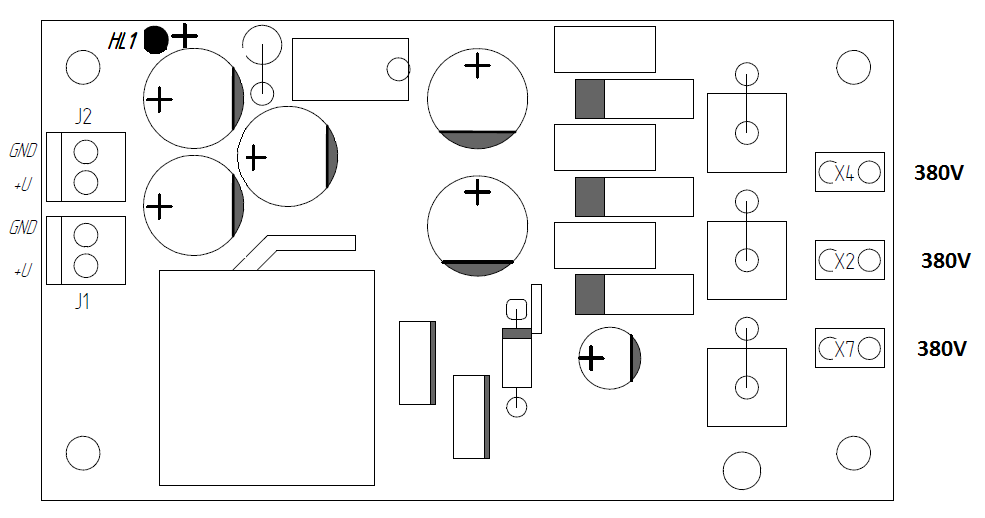 HL1
J2
GND
+U
GND
+U
J1
X4
380V
X2
380V
X7
380V